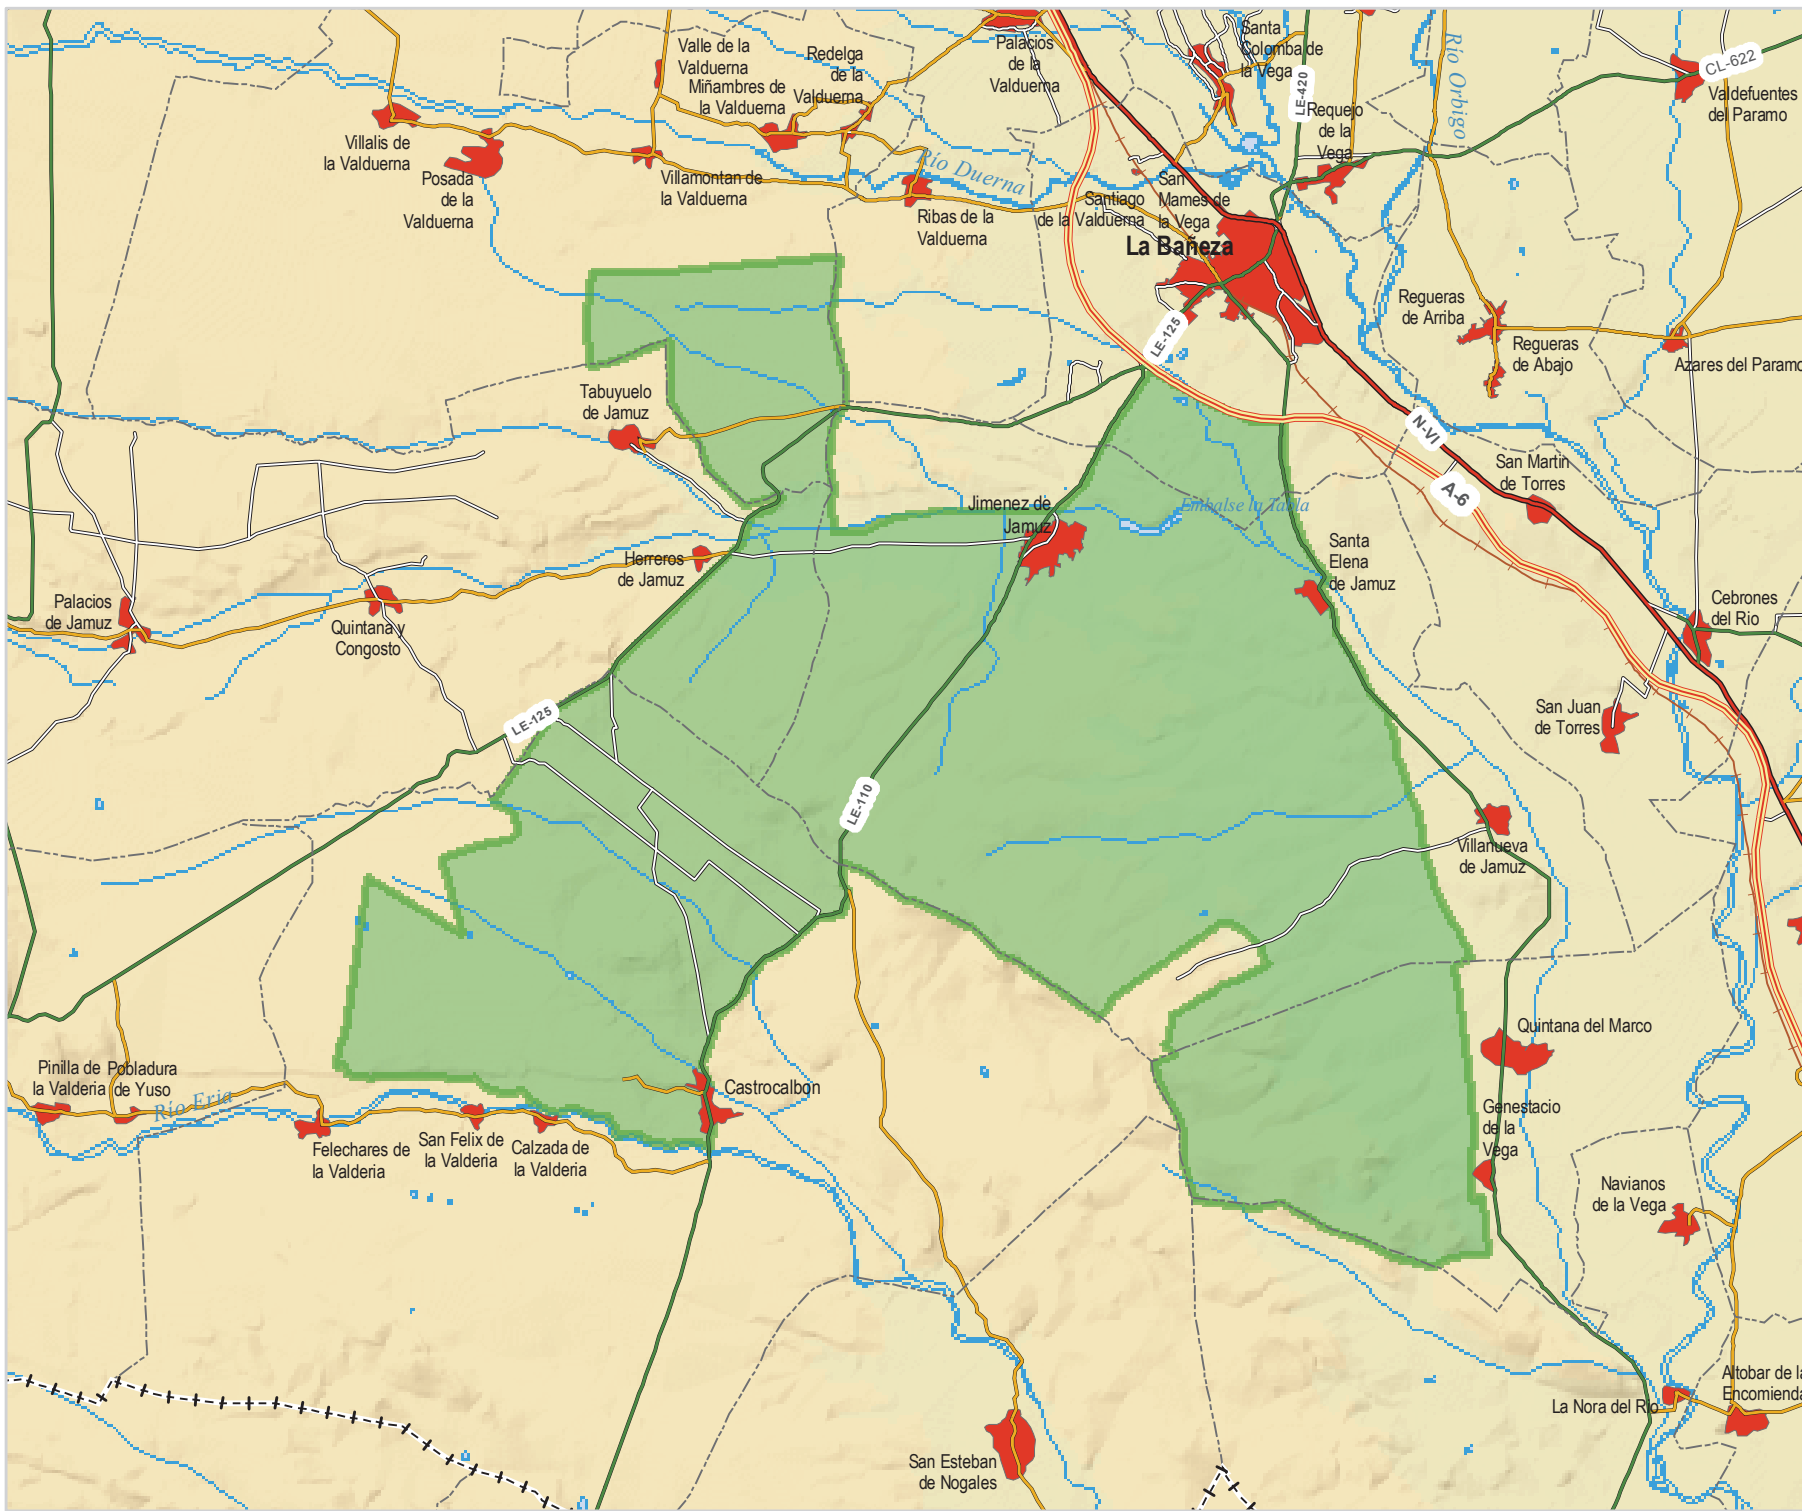 Santa
Colomba de
la Vega
Palacios
de la
Valduerna
Valle de la
Valduerna
Redelga
de la
Valduerna
Miñambres de
la Valduerna
LE-420
Río Orbigo
CL-622
Valdefuentes
del Paramo
Requejo
de la
Vega
Villalis de
la Valduerna
Posada
de la
Valduerna
Villamontan de
la Valduerna
Río Duerna
Ribas de la
Valduerna
Santiago
de la Valduerna
San
Mames de
la Vega
La Bañeza
LE-125
Regueras
de Arriba
Regueras
de Abajo
Azares del Paramo
Tabuyuelo
de Jamuz
N-VI
A-6
San Martin
de Torres
Jimenez de
Jamuz
Embalse la Tabla
Herreros
de Jamuz
Santa
Elena
de Jamuz
Palacios
de Jamuz
Quintana y
Congosto
Cebrones
del Rio
LE-125
San Juan
de Torres
LE-110
Villanueva
de Jamuz
Quintana del Marco
Pinilla de
la Valderia
Pobladura
de Yuso
Río Eria
Castrocalbon
Felechares de
la Valderia
San Felix de
la Valderia
Calzada de
la Valderia
Genestacio
de la
Vega
Navianos
de la Vega
Altobar de la
Encomienda
La Nora del Rio
San Esteban
de Nogales